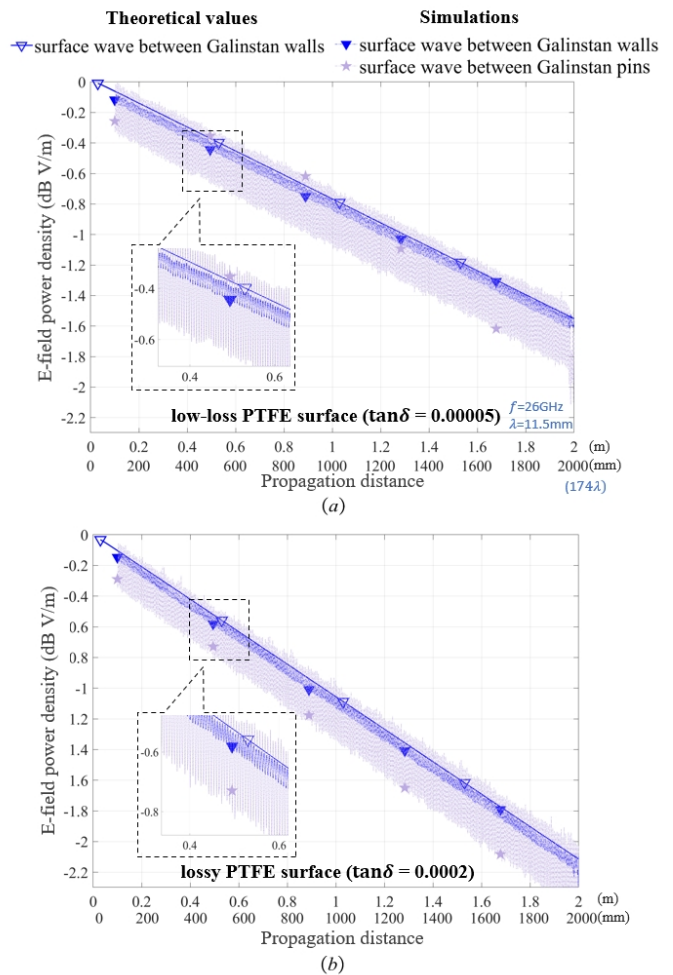 Theoretical values
Simulations
surface wave between Galinstan walls
surface wave between Galinstan walls
surface wave between Galinstan pins
E-field power density (dB V/m)
0
-0.2
-0.4
-0.6
-0.8
-1
-1.2
-1.4
-1.6
-1.8
-2
-2.2
-0.4
-0.6
0.4 0.6
low-loss PTFE surface (tanδ = 0.00005)
f=26GHz
λ=11.5mm
0 0.2 0.4 0.6 0.8 1 1.2 1.4 1.6 1.8 2 (m)
0 200 400 600 800 1000 1200 1400 1600 1800 2000(mm)
Propagation distance
(174λ)
(a)
E-field power density (dB V/m)
0
-0.2
-0.4
0.6
0.8
-1
-1.2
1.4
1.6
-1.8
-2
-2.2
-0.6
-0.8
0.4 0.6
lossy PTFE surface (tanδ = 0.0002)
0 0.2 0.4 0.6 0.8 1 1.2 1.4 1.6 1.8 2 (m)
0 200 400 600 800 1000 1200 1400 1600 1800 2000(mm)
Propagation distance
(b)